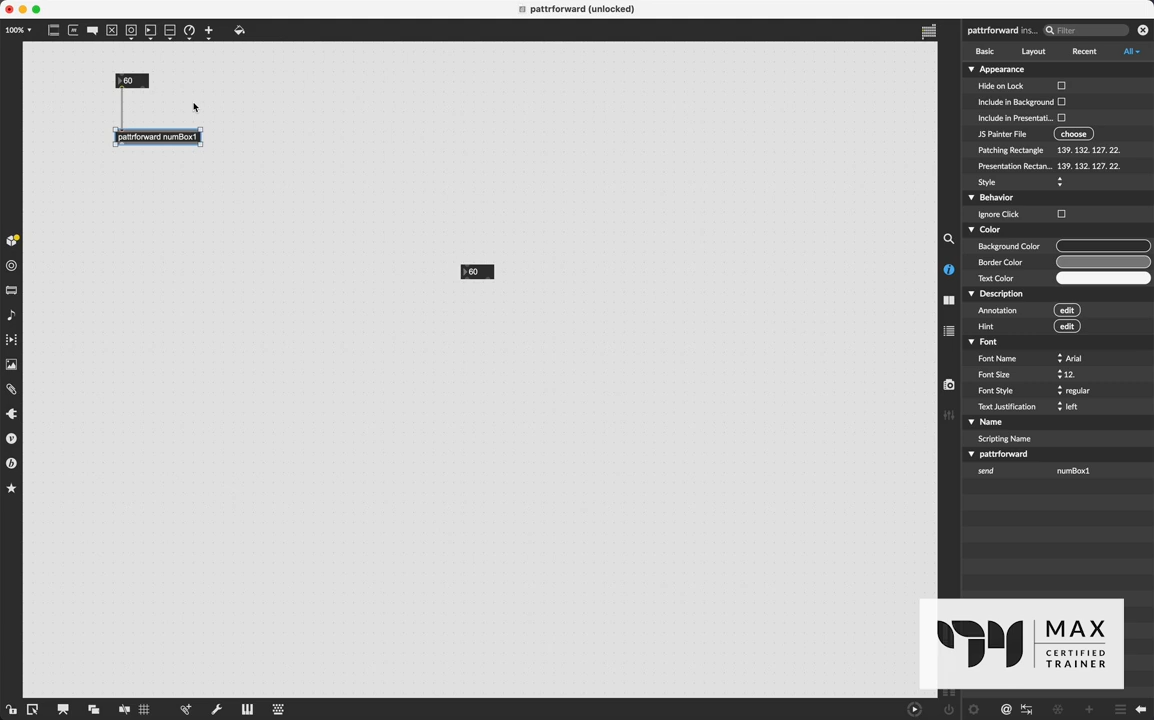 pattrforward (unlocked)
100%
pattrforward ins... Filter
Basic Layout Recent All
60
pattrforward numBox1
60
Appearance
Hide on Lock
Include in Background
Include in Presentati...
JS Painter File choose
Patching Rectangle 139. 132. 127. 22.
Presentation Rectan... 139. 132. 127. 22.
Style
Behavior
Ignore Click
Color
Background Color
Border Color
Text Color
Description
Annotation edit
Hint edit
Font
Font Name Arial
Font Size 12.
Font Style regular
Text Justification left
Name
Scripting Name
pattrforward
send numBox1
MAX
CERTIFIED
TRAINER